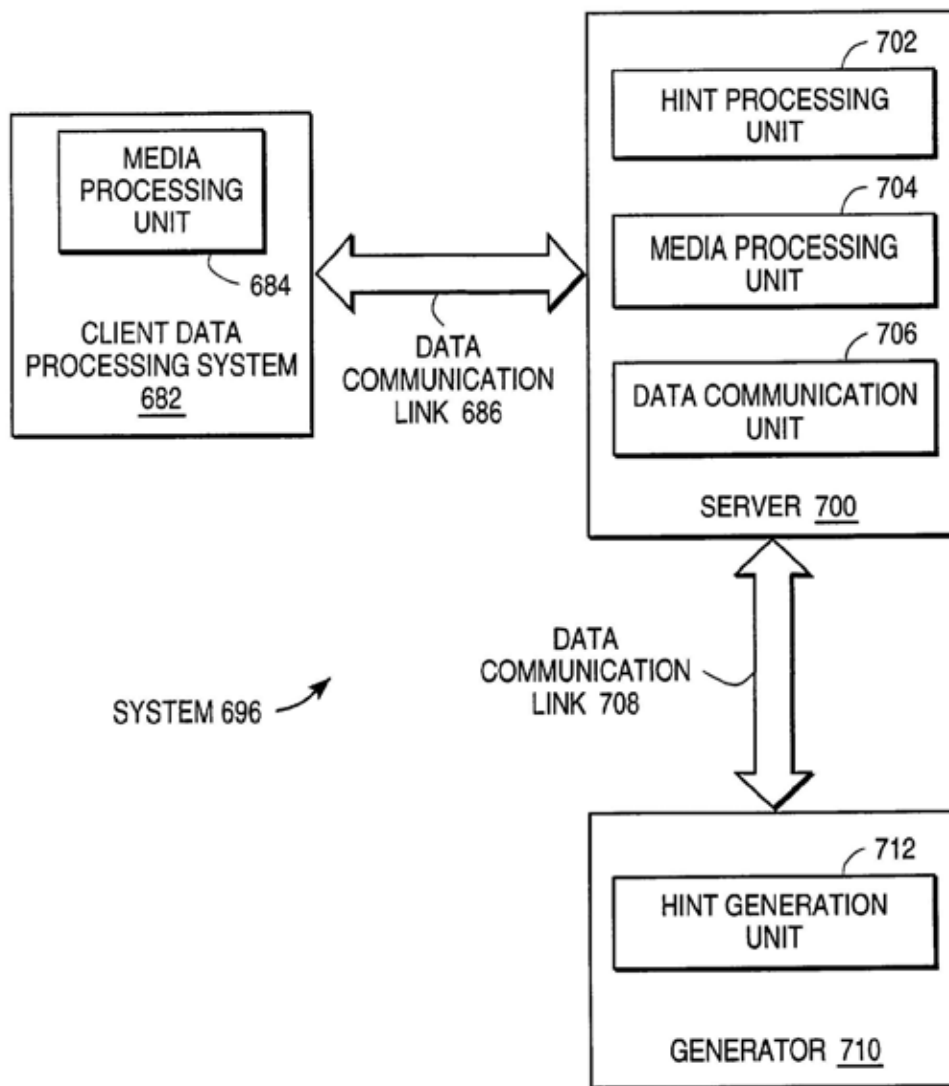 702
HINT PROCESSING
UNIT
704
MEDIA PROCESSING
UNIT
706
DATA COMMUNICATION
UNIT
SERVER 700
MEDIA
PROCESSING
UNIT
684
CLIENT DATA
PROCESSING SYSTEM
682
DATA
COMMUNICATION
LINK 686
DATA
COMMUNICATION
LINK 708
SYSTEM 696
712
HINT GENERATION
UNIT
GENERATOR 710